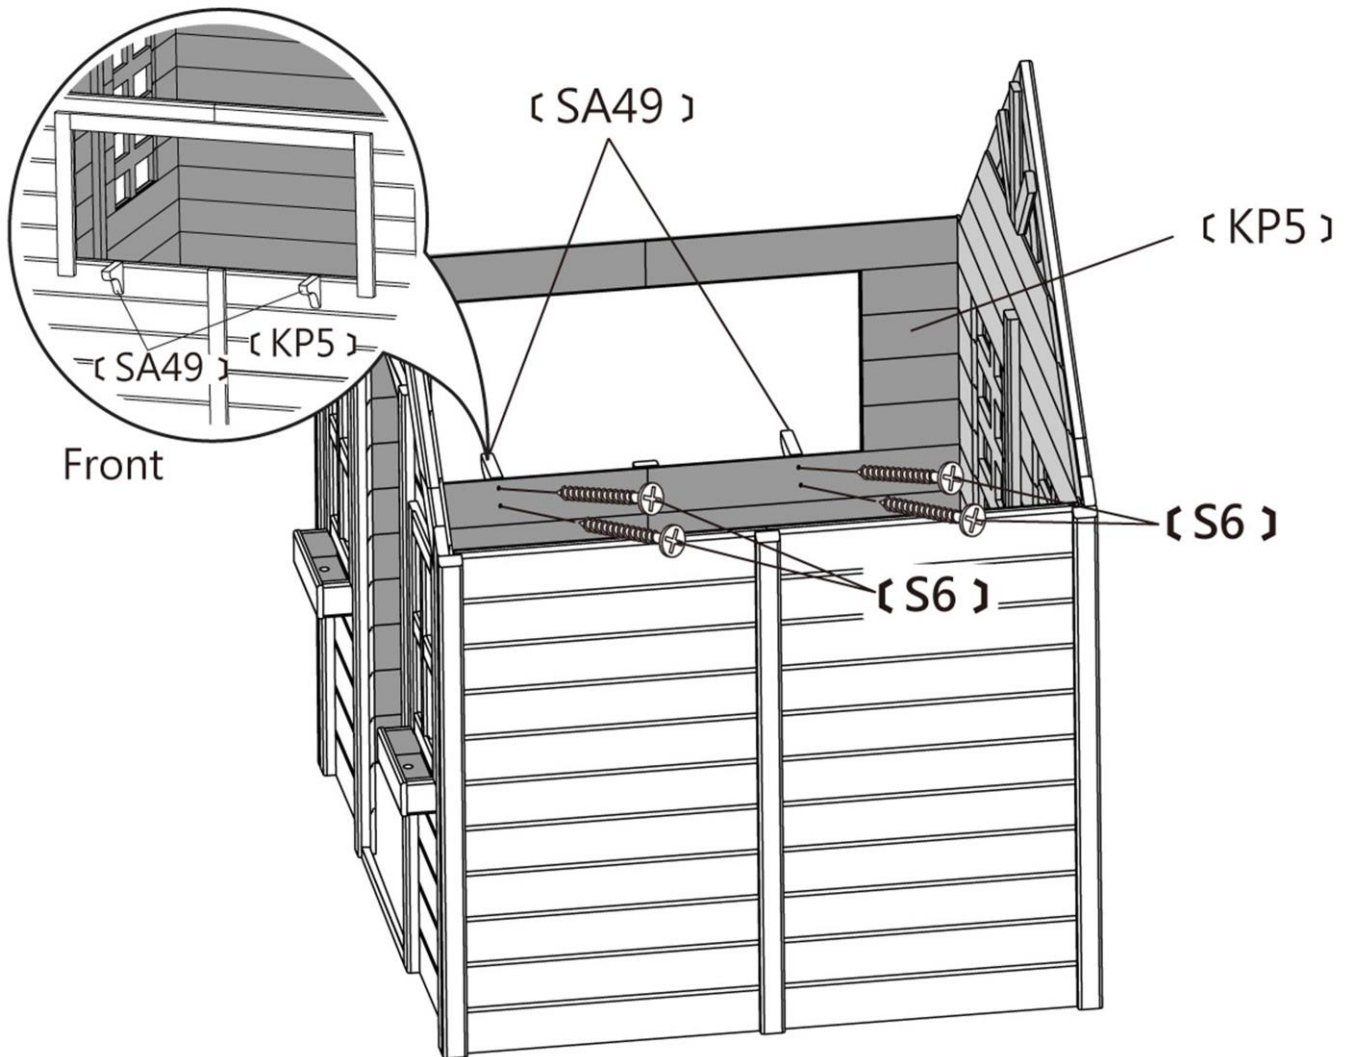 〔 SA49 〕
〔 KP5 〕
〔 SA49 〕
〔 KP5 〕
Front
〔 S6 〕
〔 S6 〕